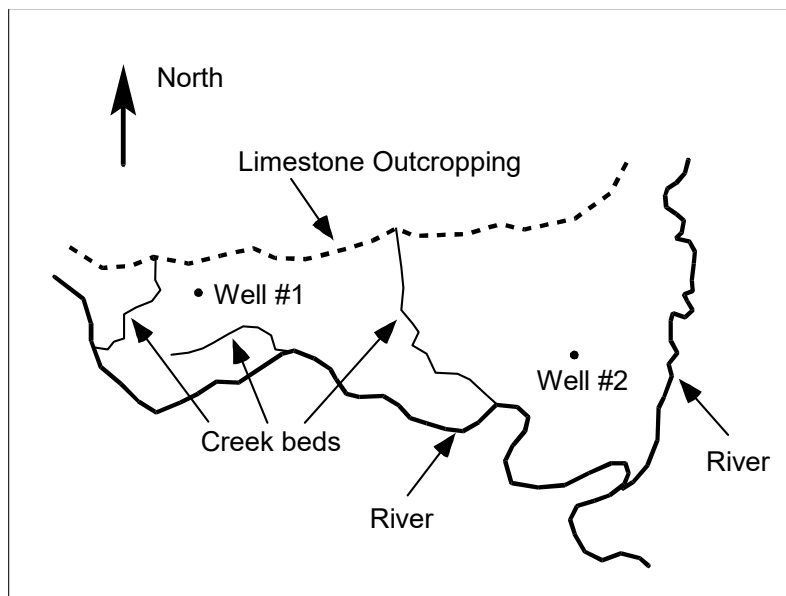 North
Limestone Outcropping
Well #1
Well #2
Creek beds
River
River